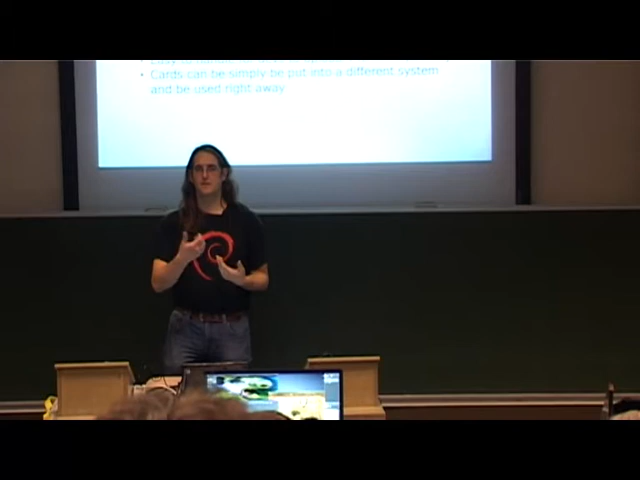 Cards can be simply be put into a different system
and be used right away